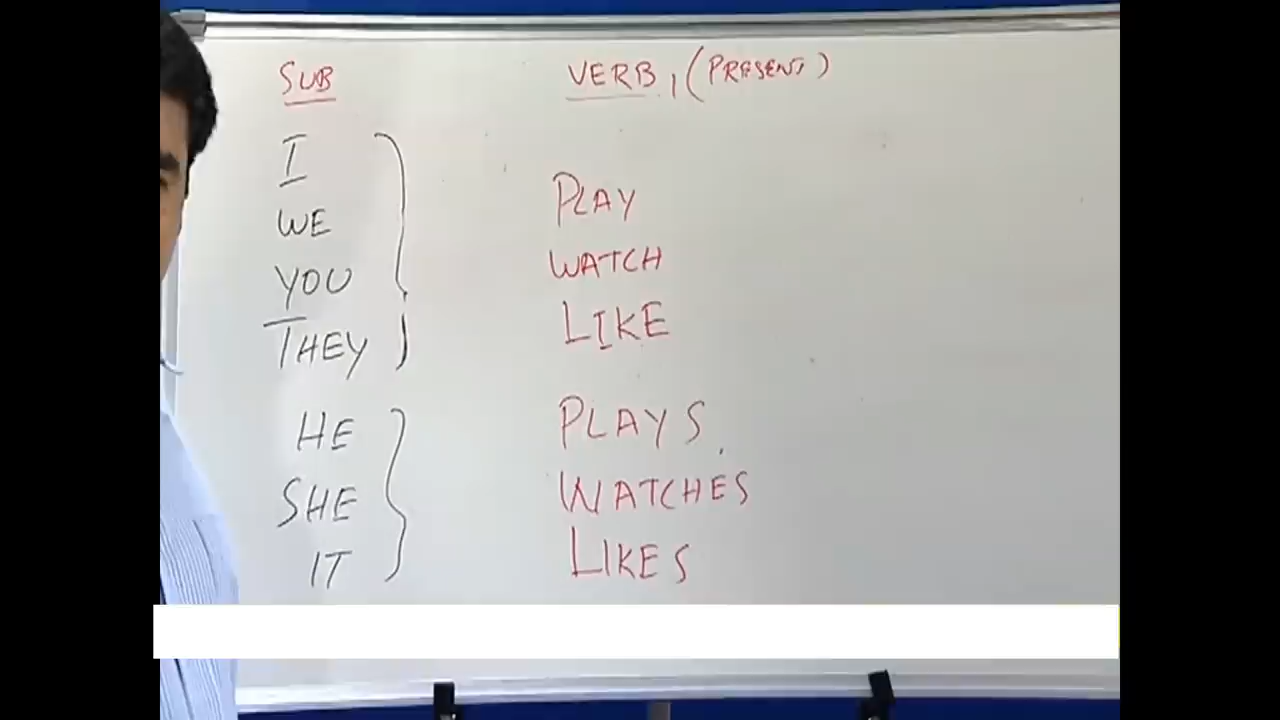 SUB VERB, (PRESENT)
I
WE
YOU
THEY
PLAY
WATCH
LIKE
HE
SHE
IT
PLAYS
WATCHES
LIKES